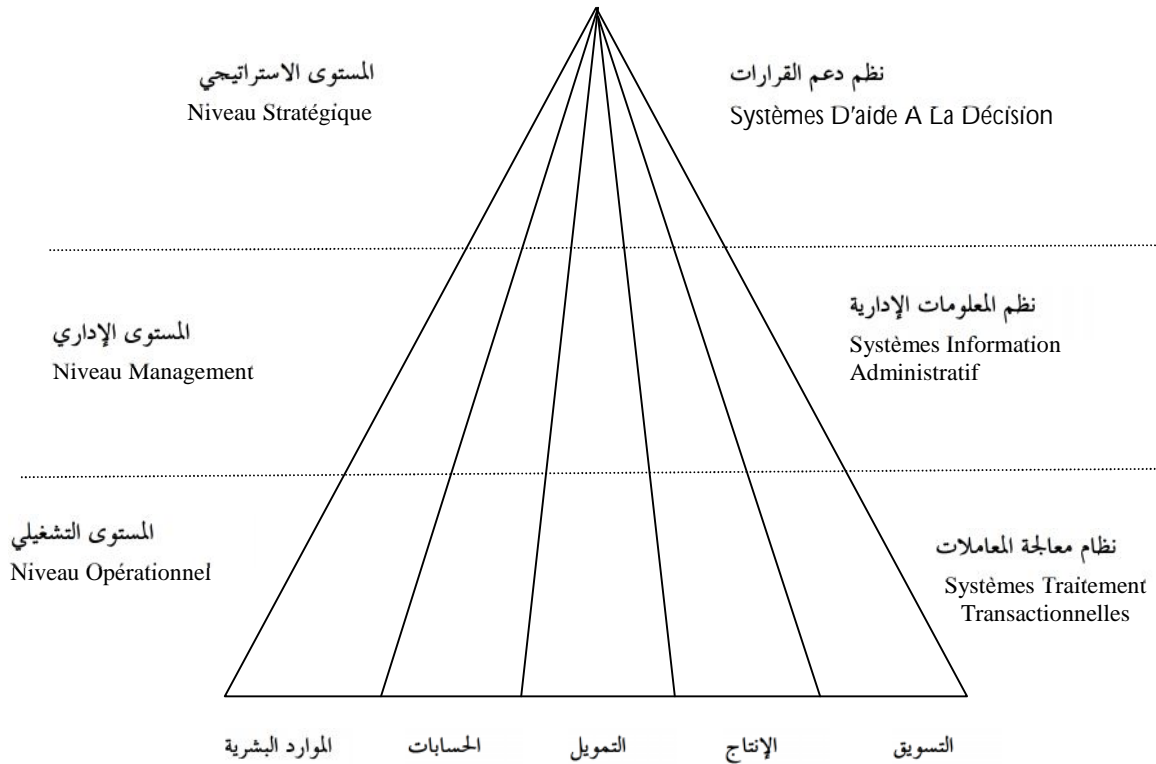 المستوى الاستراتيجي
Niveau Stratégique
نظم دعم القرارات
Systèmes D'aide A La Décision
المستوى الإداري
Niveau Management
نظم المعلومات الإدارية
Systèmes Information
Administratif
المستوى التشغيلي
Niveau Opérationnel
نظام معالجة المعاملات
Systèmes Traitement
Transactionnelles
التسويق
الإنتاج
التمويل
الحسابات
الموارد البشرية